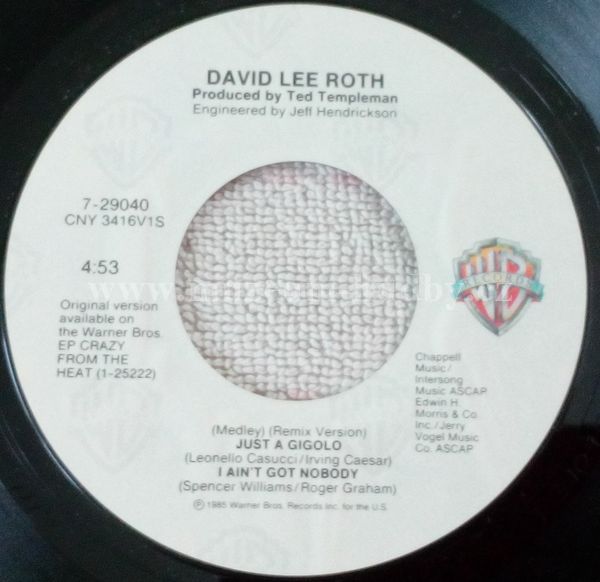 DAVID LEE ROTH
Produced by Ted Templeman
Engineered by Jeff Hendrickson
7-29040
CNY 3416V1S
4:53
Original version
available on
the Warner Bros.
EP CRAZY
FROM THE
HEAT (1-25222)
WB
RECORDS
Chappell
Music/
Intersong
Music ASCAP
Edwin H.
Morris & Co.
Inc./Jerry
Vogel Music
Co. ASCAP
(Medley) (Remix Version)
JUST A GIGOLO
(Leonello Casucci/Irving Caesar)
I AIN'T GOT NOBODY
(Spencer Williams/Roger Graham)
℗ 1985 Warner Bros. Records Inc. for the U.S.